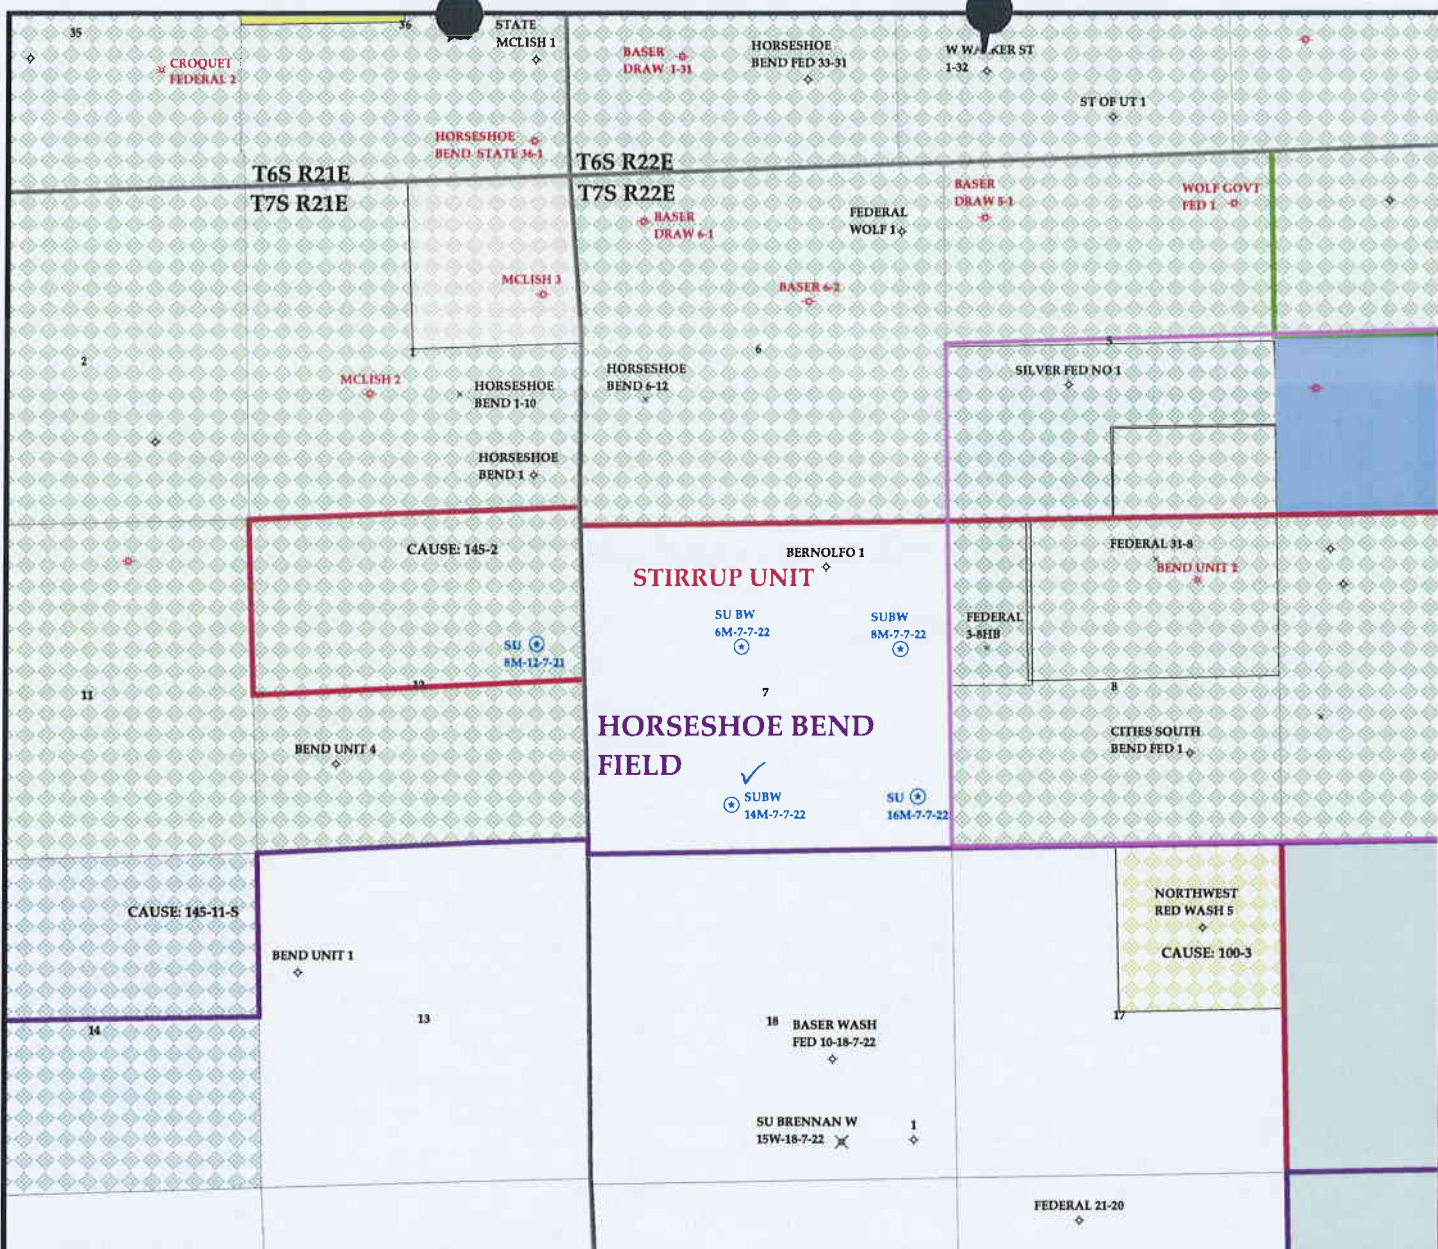 35
36
STATE
MCLISH 1
CROQUET
FEDERAL 2
BASER
DRAW 1-31
HORSESHOE
BEND FED 33-31
1-32
ST OF UT 1
HORSESHOE
BEND STATE 36-1
T6S R21E
T7S R21E
T6S R22E
T7S R22E
BASER
DRAW 6-1
FEDERAL
WOLF 1
BASER
DRAW 5-1
WOLF GOVT
FED 1
MCLISH 3
BASER 6-2
2
1
6
5
MCLISH 2
HORSESHOE
BEND 1-10
HORSESHOE
BEND 6-12
SILVER FED NO 1
HORSESHOE
BEND 1
CAUSE: 145-2
BERNOLFO 1
STIRRUP UNIT
FEDERAL 31-8
BEND UNIT 2
SU BW
6M-7-7-22
SUBW
8M-7-7-22
FEDERAL
3-8HB
SU
8M-12-7-21
11
12
7
8
HORSESHOE BEND
FIELD
BEND UNIT 4
CITIES SOUTH
BEND FED 1
SUBW
14M-7-7-22
SU
16M-7-7-22
CAUSE: 145-11-S
NORTHWEST
RED WASH 5
CAUSE: 100-3
BEND UNIT 1
14
13
18
17
BASER WASH
FED 10-18-7-22
SU BRENNAN W
15W-18-7-22
1
FEDERAL 21-20